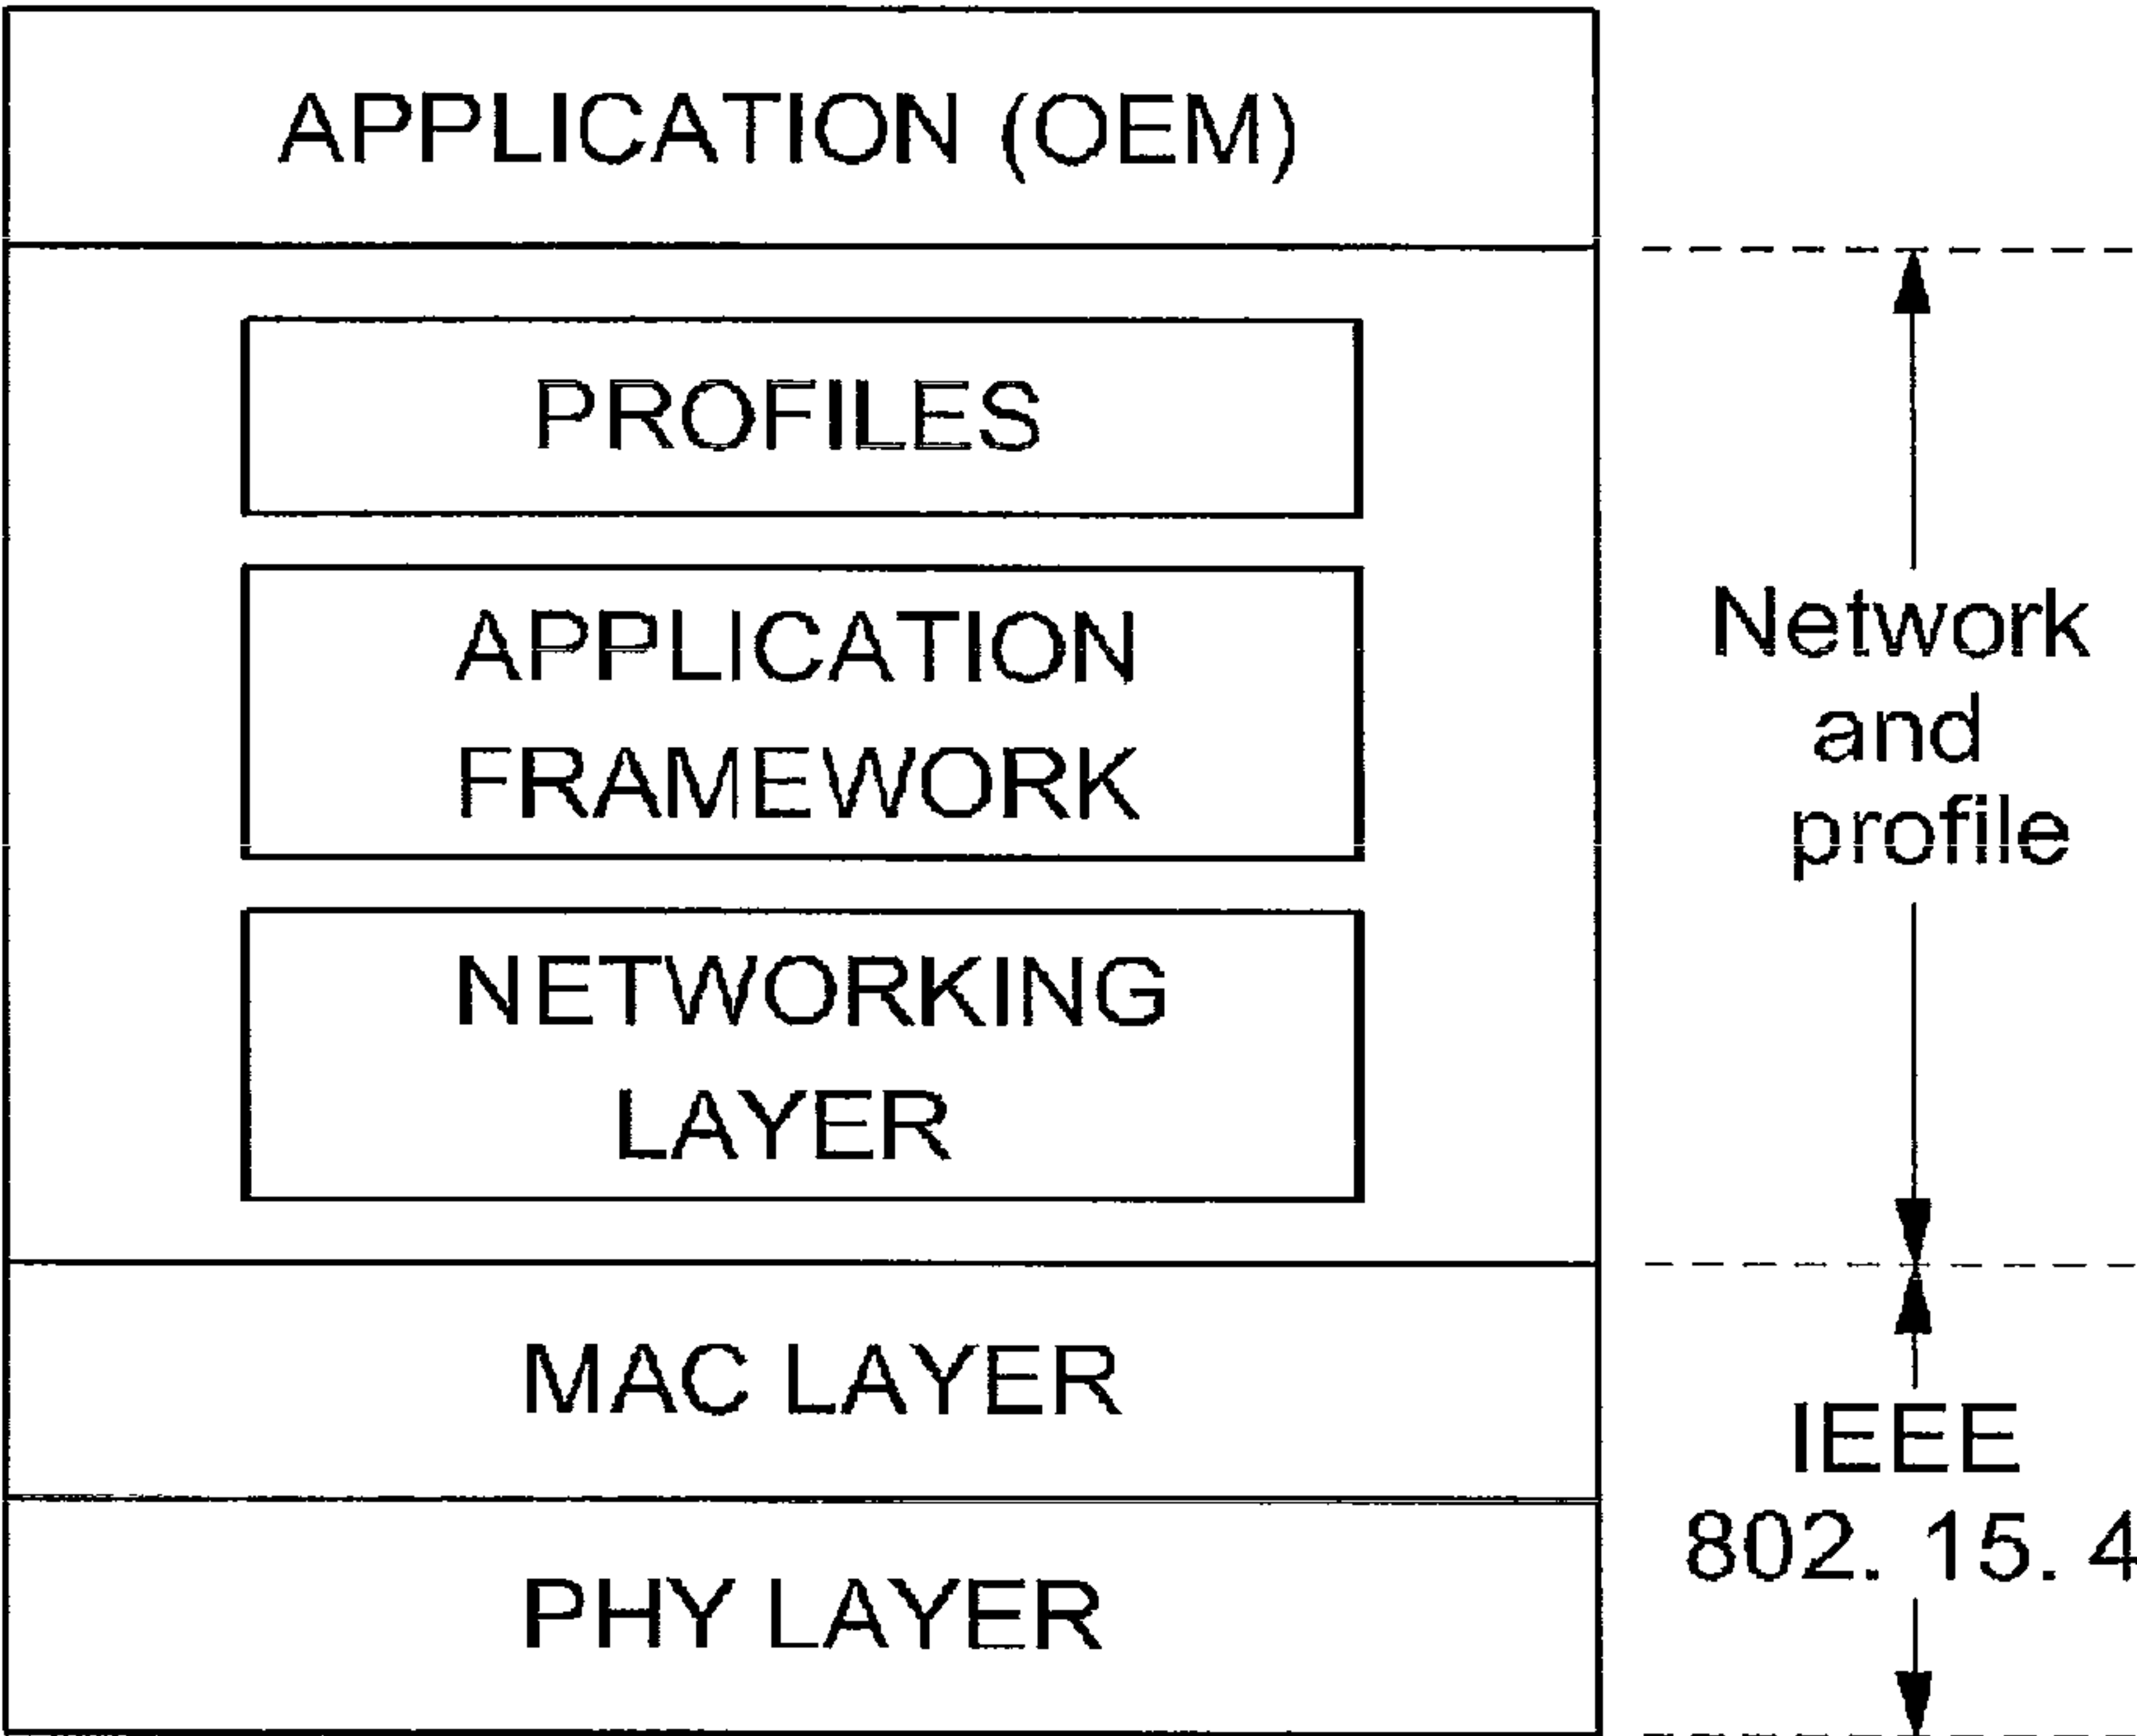 APPLICATION (OEM)
PROFILES
APPLICATION
FRAMEWORK
NETWORKING
LAYER
MAC LAYER
PHY LAYER
Network
and
profile
IEEE
802. 15. 4